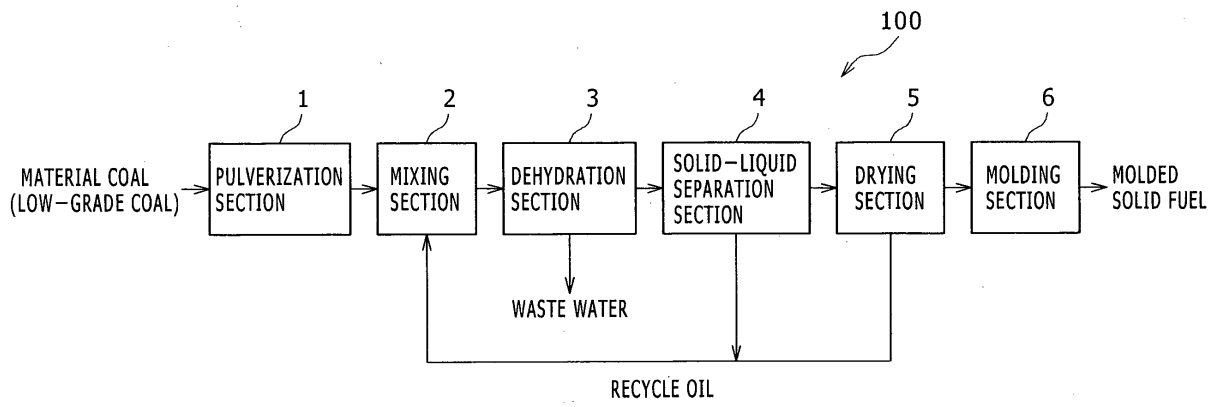 100
1
2
3
4
5
6
MATERIAL COAL
(LOW-GRADE COAL)
PULVERIZATION
SECTION
MIXING
SECTION
DEHYDRATION
SECTION
SOLID-LIQUID
SEPARATION
SECTION
DRYING
SECTION
MOLDING
SECTION
MOLDED
SOLID FUEL
WASTE WATER
RECYCLE OIL